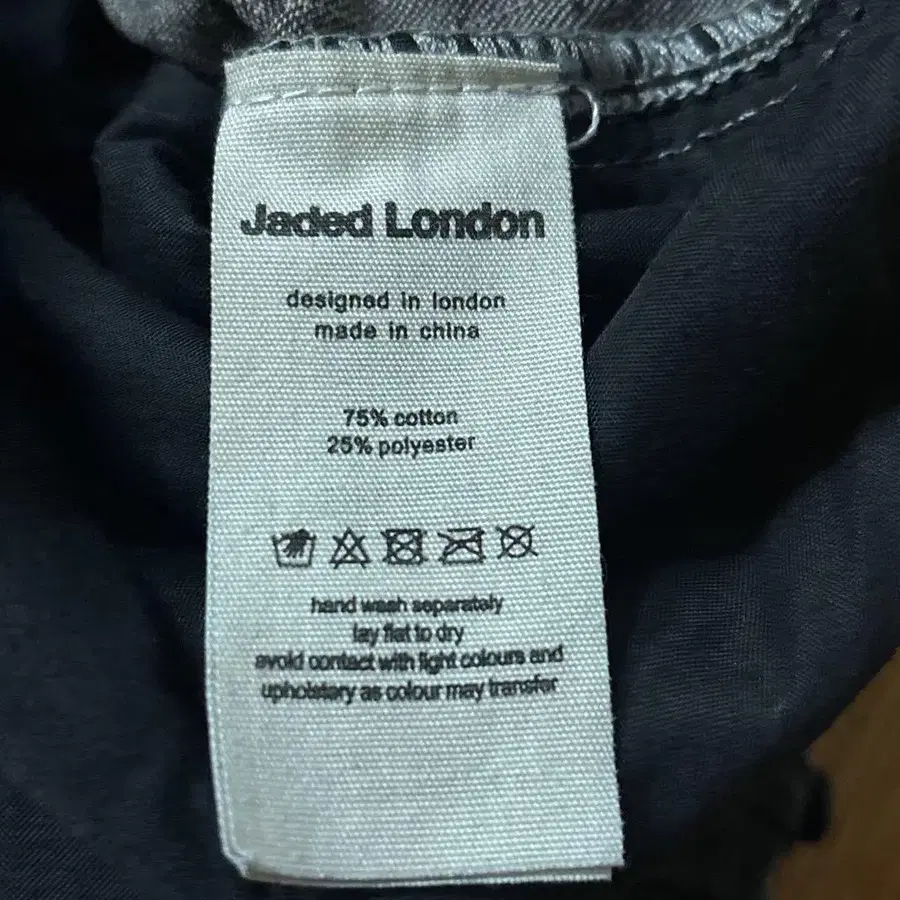 Jaded London
designed in london
made in china
75% cotton
25% polyester
hand wash separately
lay flat to dry
avoid contact with light colours and
upholstery as colour may transfer